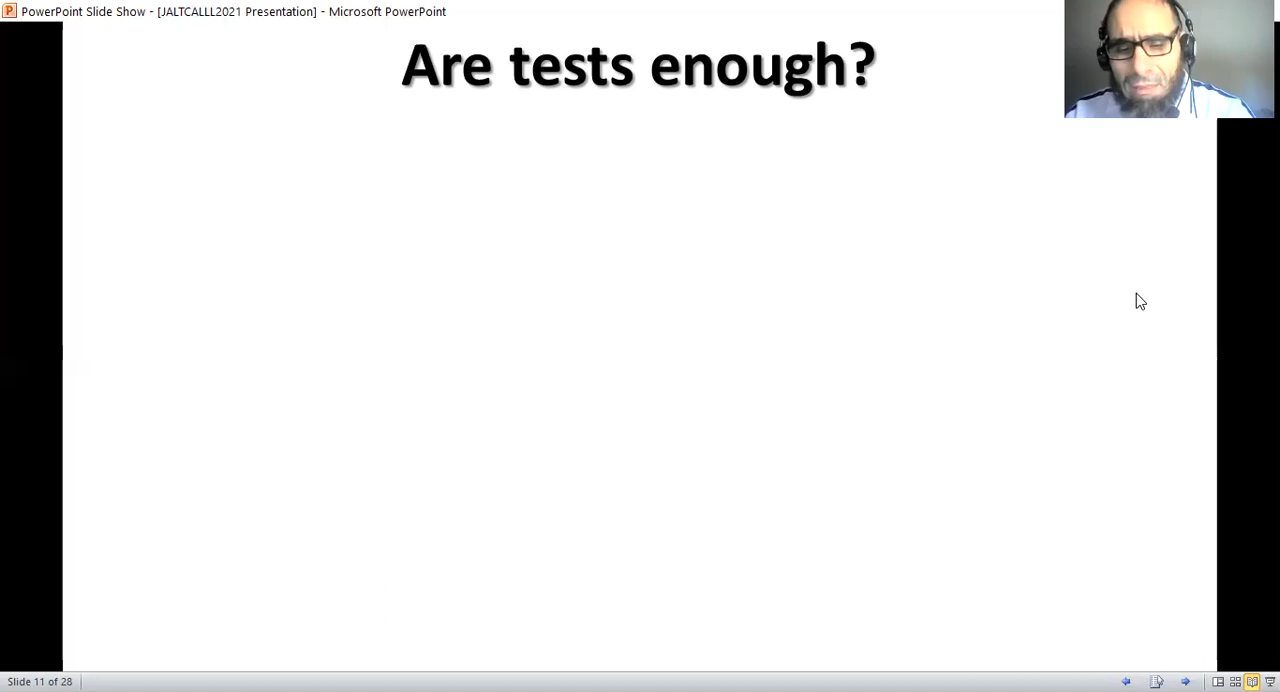 PowerPoint Slide Show - [JALTCALLL2021 Presentation] - Microsoft PowerPoint
Are tests enough?
Slide 11 of 28